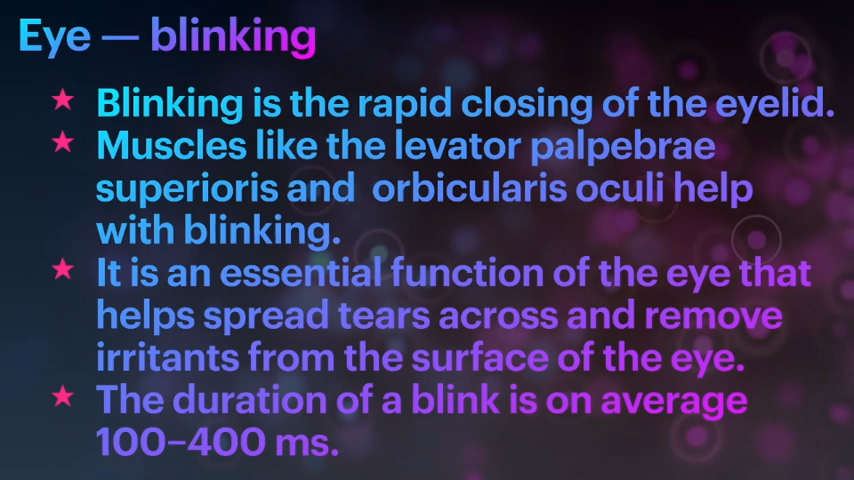 Eye — blinking
★ Blinking is the rapid closing of the eyelid.
★ Muscles like the levator palpebrae
superioris and  orbicularis oculi help
with blinking.
★ It is an essential function of the eye that
helps spread tears across and remove
irritants from the surface of the eye.
★ The duration of a blink is on average
100–400 ms.